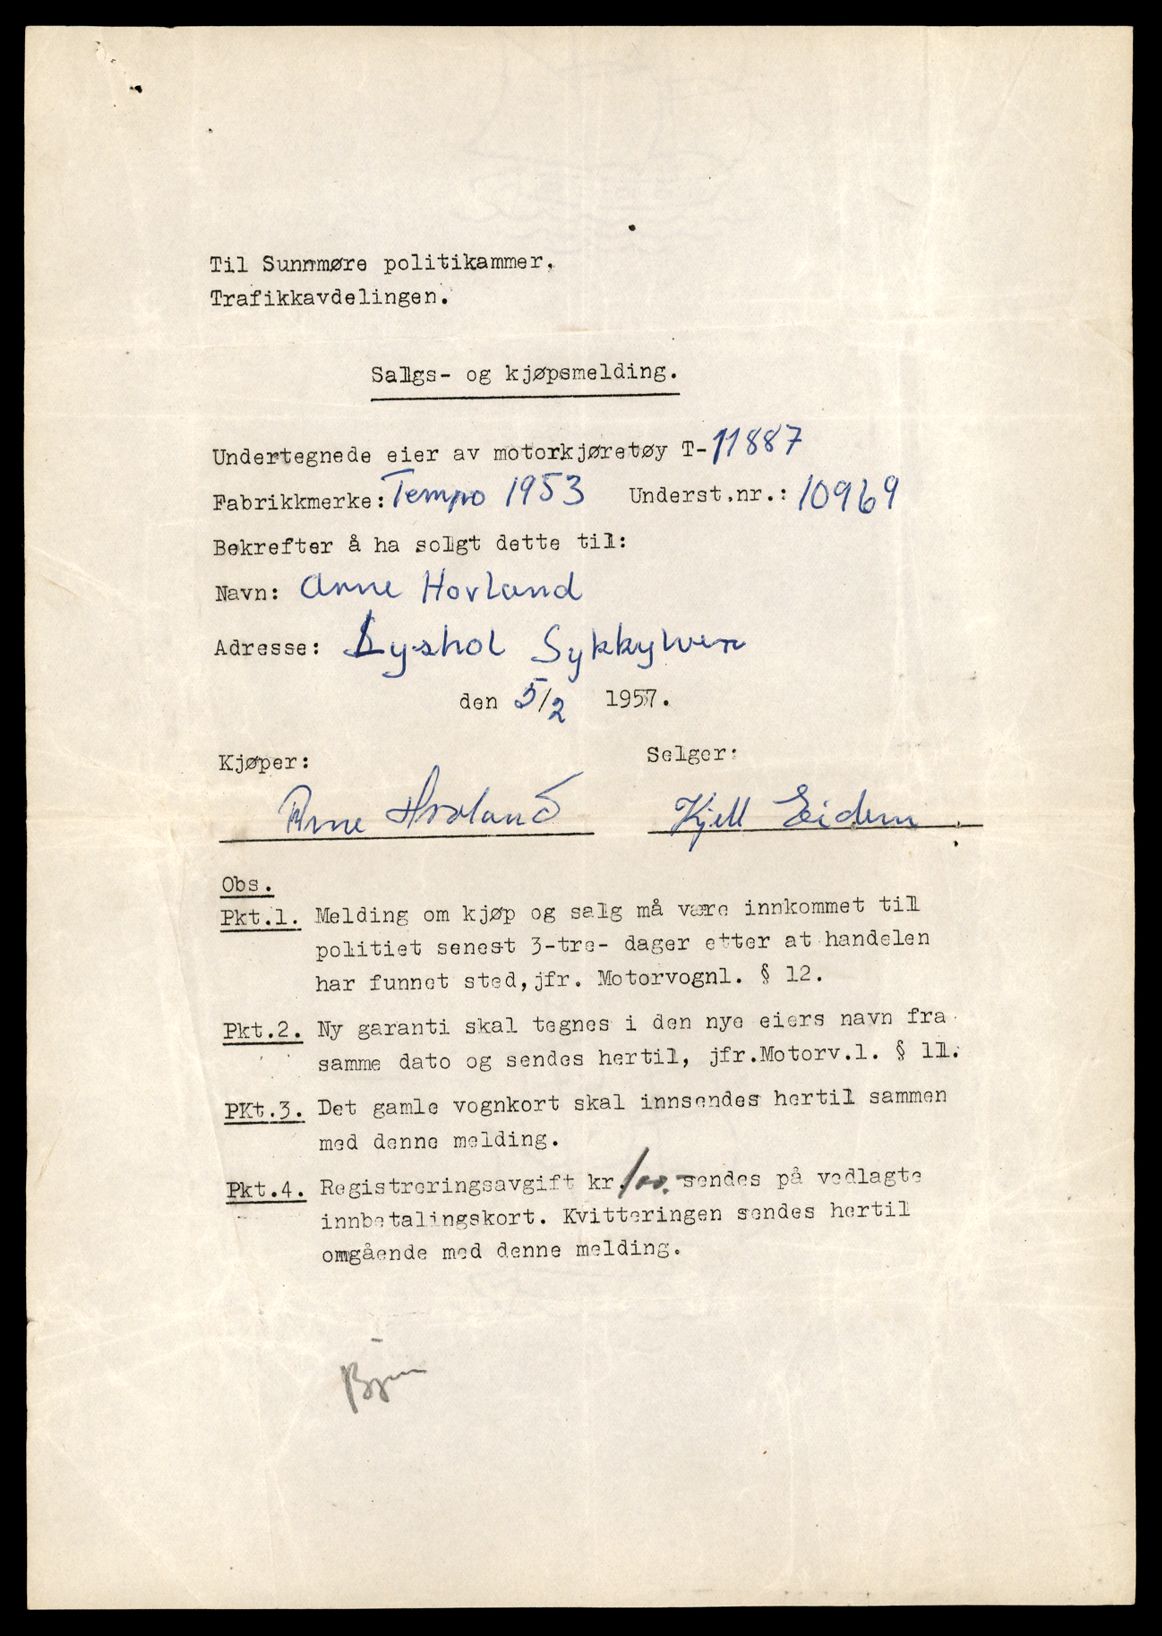 Til Sunnmøre politikammer.
Trafikkavdelingen.
Salgs- og kjøpsmelding.
Undertegnede eier av motorkjøretøy T-11887
Fabrikkmerke: Tempo 1953 Underst.nr.: 10969
Bekrefter å ha solgt dette til:
Navn: Arne Hovland
Adresse: Lyshol Sykkylven
den 5/2 1957.
Kjøper: Selger:
Arne Hovland Kjell Eidem
Obs.
Pkt.1. Melding om kjøp og salg må være innkommet til
politiet senest 3-tre- dager etter at handelen
har funnet sted, jfr. Motorvognl. § 12.
Pkt.2. Ny garanti skal tegnes i den nye eiers navn fra
samme dato og sendes hertil, jfr.Motorv.l. § 11.
PKt.3. Det gamle vognkort skal innsendes hertil sammen
med denne melding.
Pkt.4. Registreringsavgift kr. 100.- sendes på vedlagte
innbetalingskort. Kvitteringen sendes hertil
omgående med denne melding.